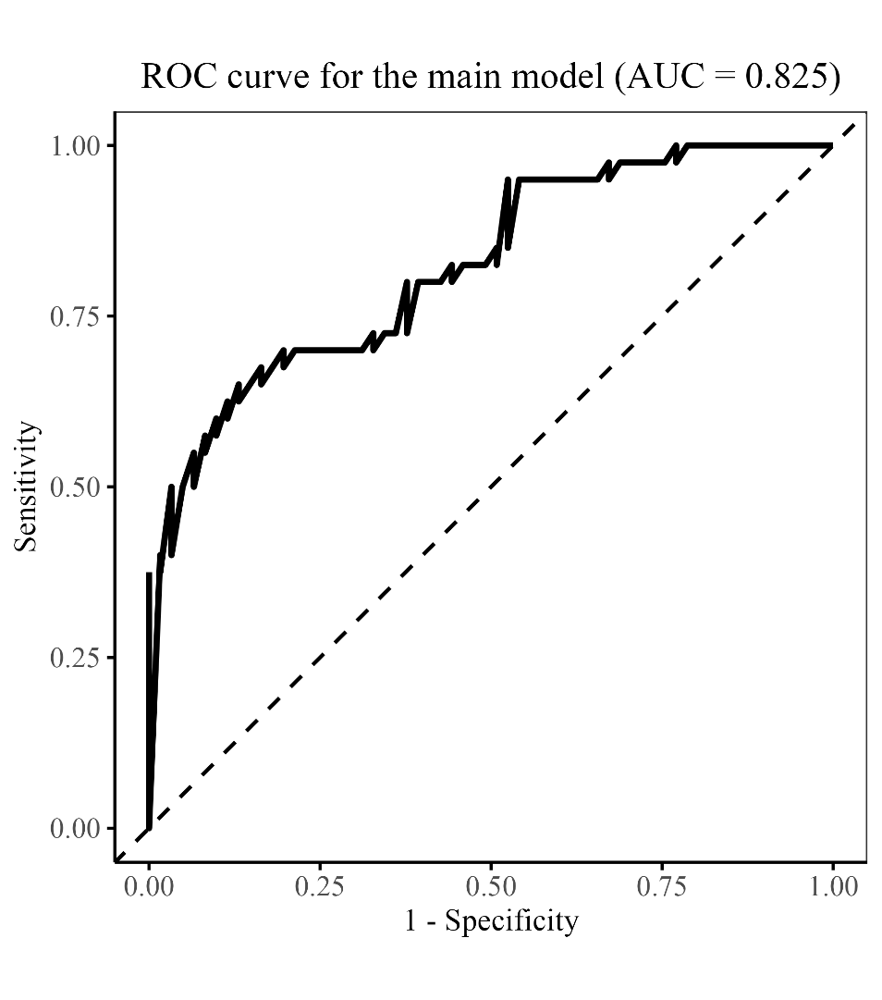 ROC curve for the main model (AUC = 0.825)
1.00
0.75
0.50
0.25
0.00
Sensitivity
0.00 0.25 0.50 0.75 1.00
1 - Specificity